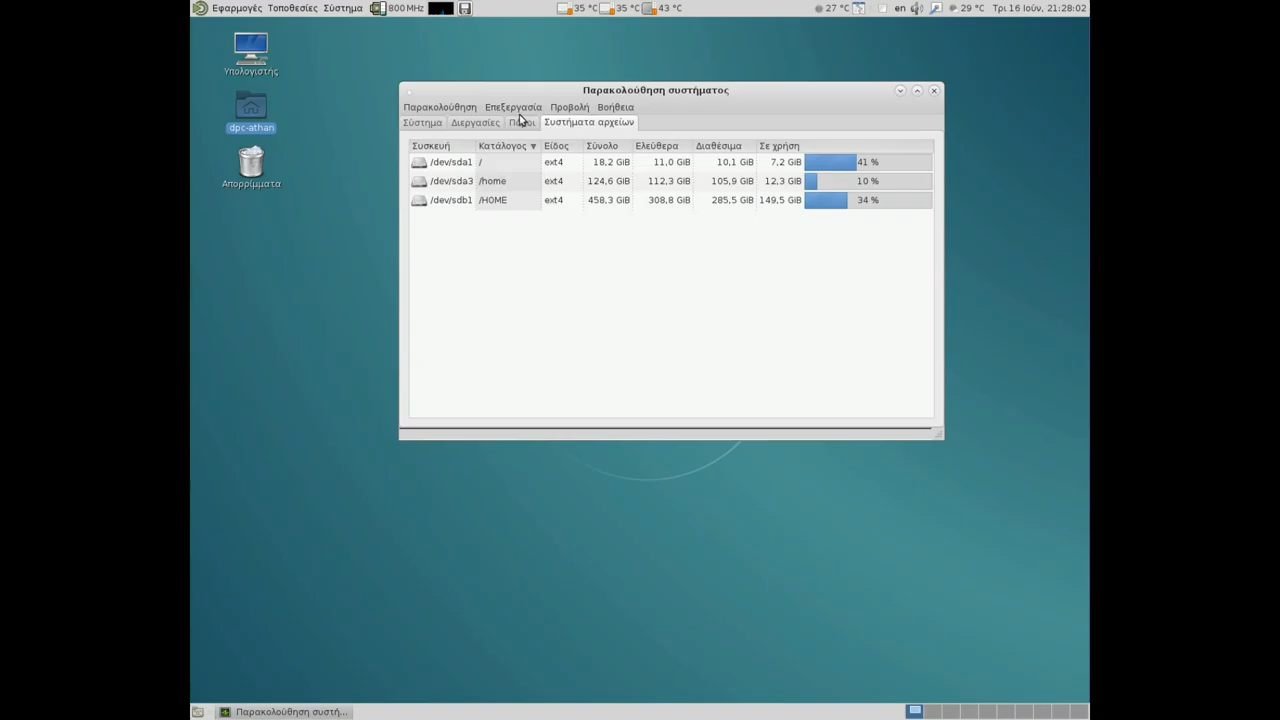 Εφαρμογές Τοποθεσίες Σύστημα 800 MHz 35 °C 35 °C 43 °C 27 °C en 29 °C Τρι 16 Ιούν, 21:28:02
Υπολογιστής
dpc-athan
Απορρίμματα
Παρακολούθηση συστήματος
Παρακολούθηση Επεξεργασία Προβολή Βοήθεια
Σύστημα Διεργασίες Πόροι Συστήματα αρχείων
Συσκευή Κατάλογος Είδος Σύνολο Ελεύθερα Διαθέσιμα Σε χρήση
/dev/sda1 / ext4 18,2 GiB 11,0 GiB 10,1 GiB 7,2 GiB 41 %
/dev/sda3 /home ext4 124,6 GiB 112,3 GiB 105,9 GiB 12,3 GiB 10 %
/dev/sdb1 /HOME ext4 458,3 GiB 308,8 GiB 285,5 GiB 149,5 GiB 34 %
Παρακολούθηση συστή...